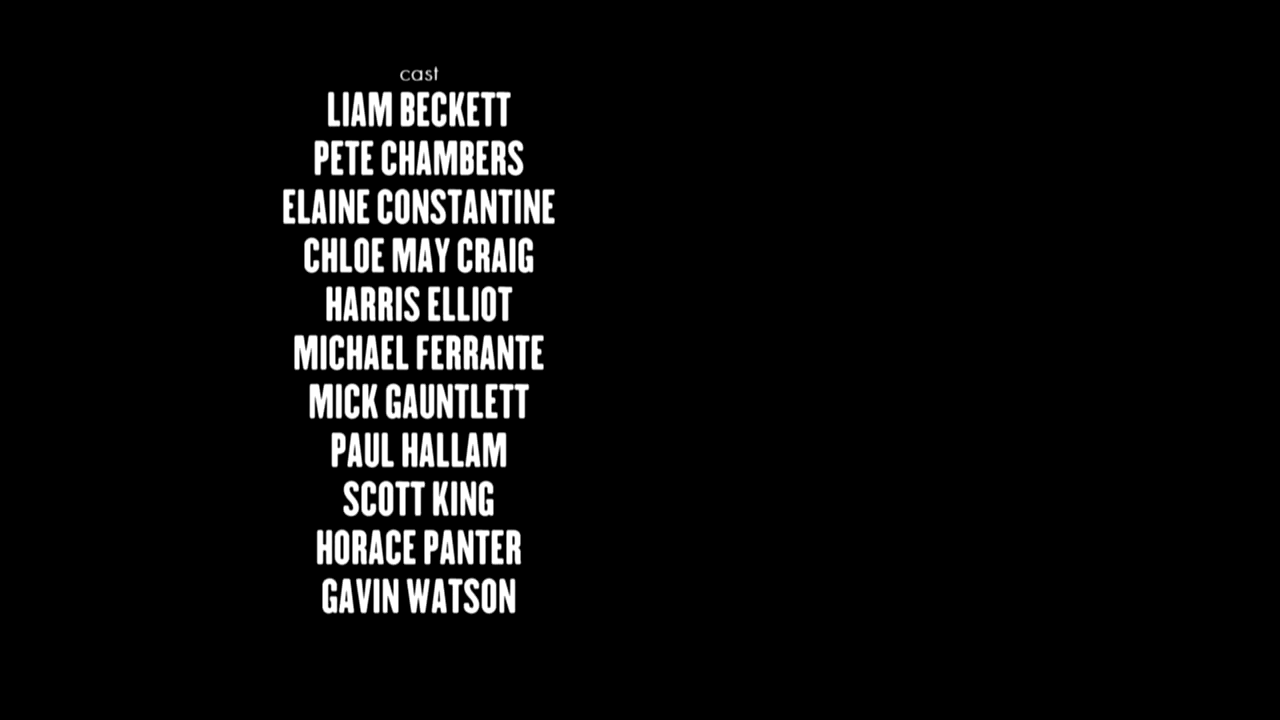 cast
LIAM BECKETT
PETE CHAMBERS
ELAINE CONSTANTINE
CHLOE MAY CRAIG
HARRIS ELLIOT
MICHAEL FERRANTE
MICK GAUNTLETT
PAUL HALLAM
SCOTT KING
HORACE PANTER
GAVIN WATSON